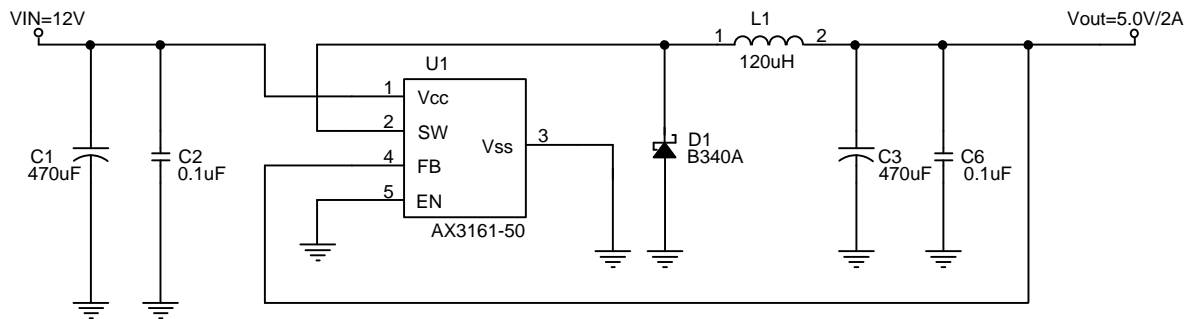 VIN=12V
L1
Vout=5.0V/2A
1 2
120uH
U1
1 Vcc
2 SW
Vss 3
4 FB
5 EN
AX3161-50
C1
470uF
C2
0.1uF
D1
B340A
C3
470uF
C6
0.1uF